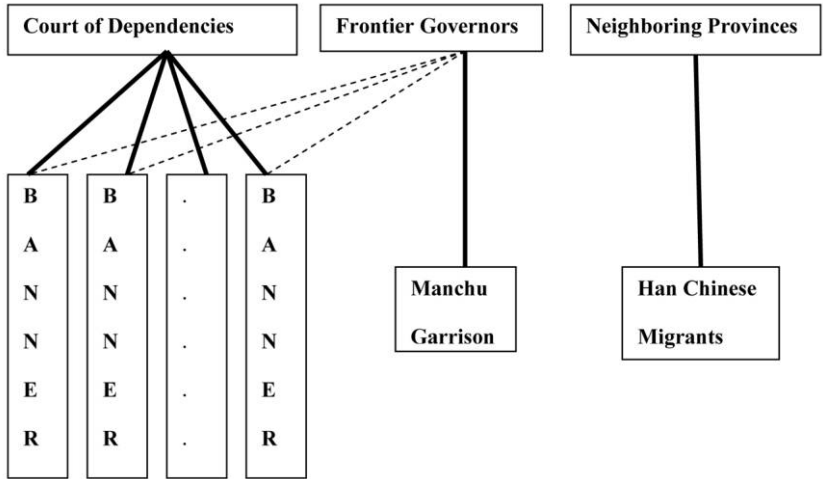 Court of Dependencies
Frontier Governors
Neighboring Provinces
B B . B
A A . A
N N . N
N N . N
E E . E
R R . R
Manchu
Garrison
Han Chinese
Migrants